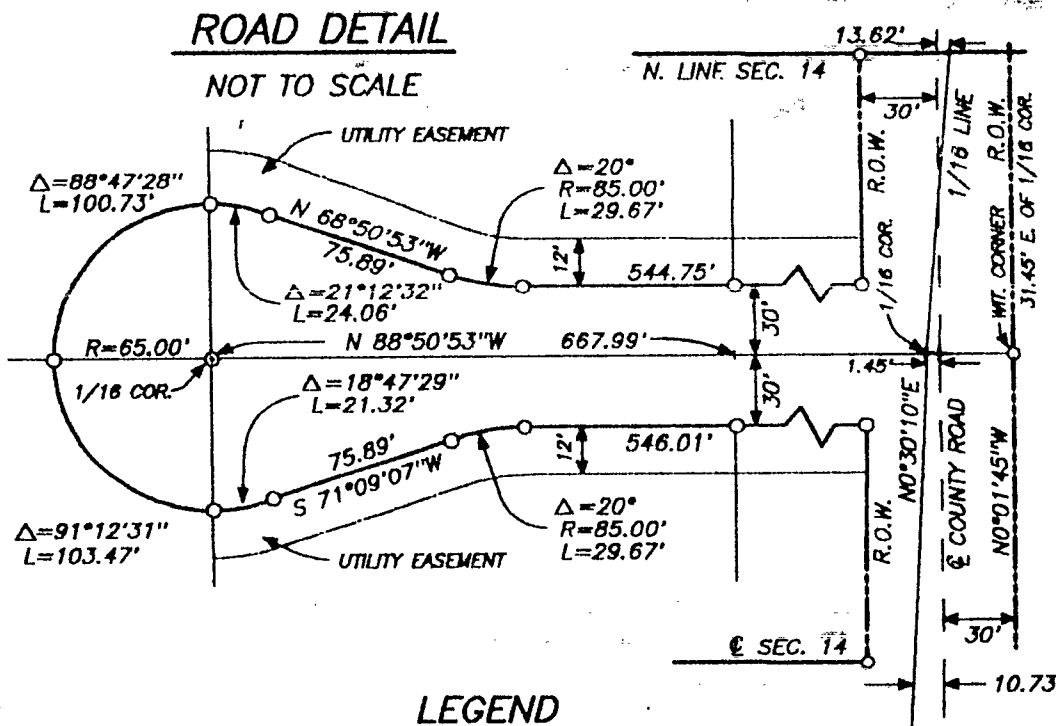 ROAD DETAIL
NOT TO SCALE
13.62'
N. LINE SEC. 14
30'
UTILITY EASEMENT
Δ=88°47'28"
L=100.73'
Δ=20°
R=85.00'
L=29.67'
N 68°50'53"W
75.89'
12'
544.75'
R.O.W.
1/16 COR.
1/16 LINE
WIT. CORNER R.O.W.
31.45' E. OF 1/16 COR.
Δ=21°12'32"
L=24.06'
30'
R=65.00'
N 88°50'53"W
667.99'
1/16 COR.
1.45'
30'
Δ=18°47'29"
L=21.32'
75.89'
S 71°09'07"W
12'
546.01'
R.O.W.
N0°30'10"E
℄ COUNTY ROAD
N0°01'45"W
Δ=91°12'31"
L=103.47'
Δ=20°
R=85.00'
L=29.67'
UTILITY EASEMENT
30'
℄ SEC. 14
10.73
LEGEND